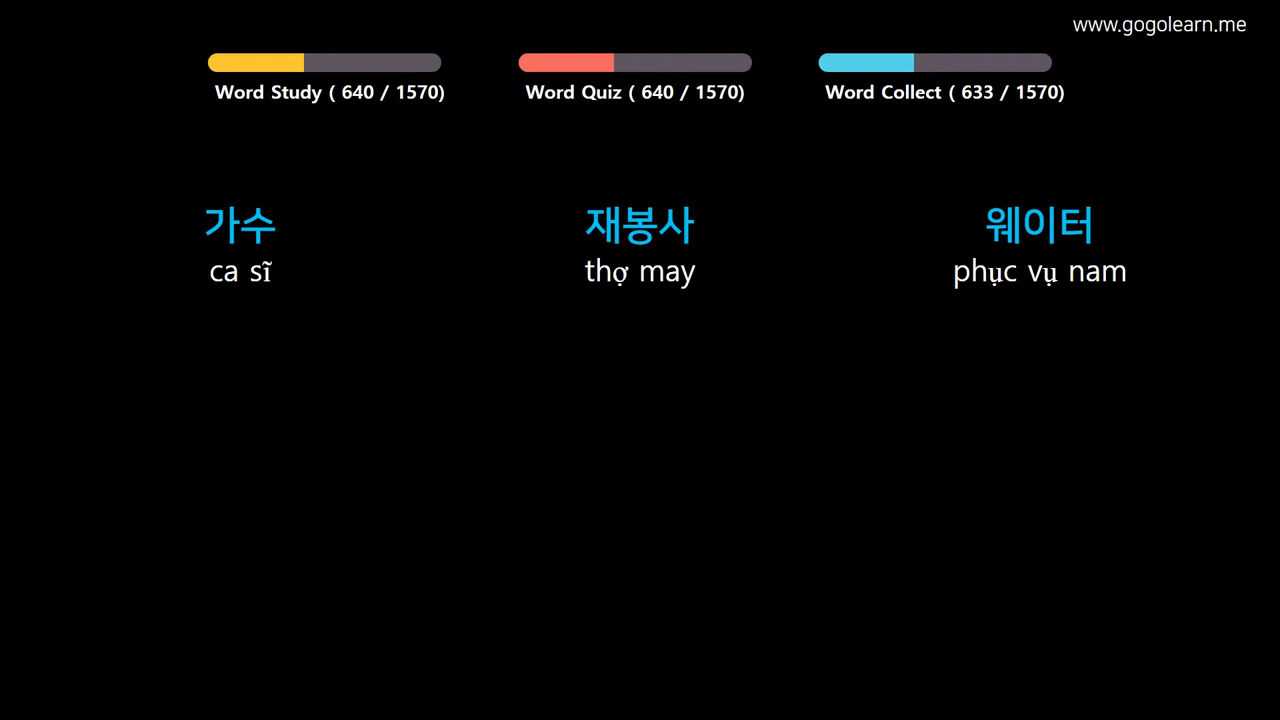 www.gogolearn.me
Word Study ( 640 / 1570)
Word Quiz ( 640 / 1570)
Word Collect ( 633 / 1570)
가수
재봉사
웨이터
ca sĩ
thợ may
phục vụ nam